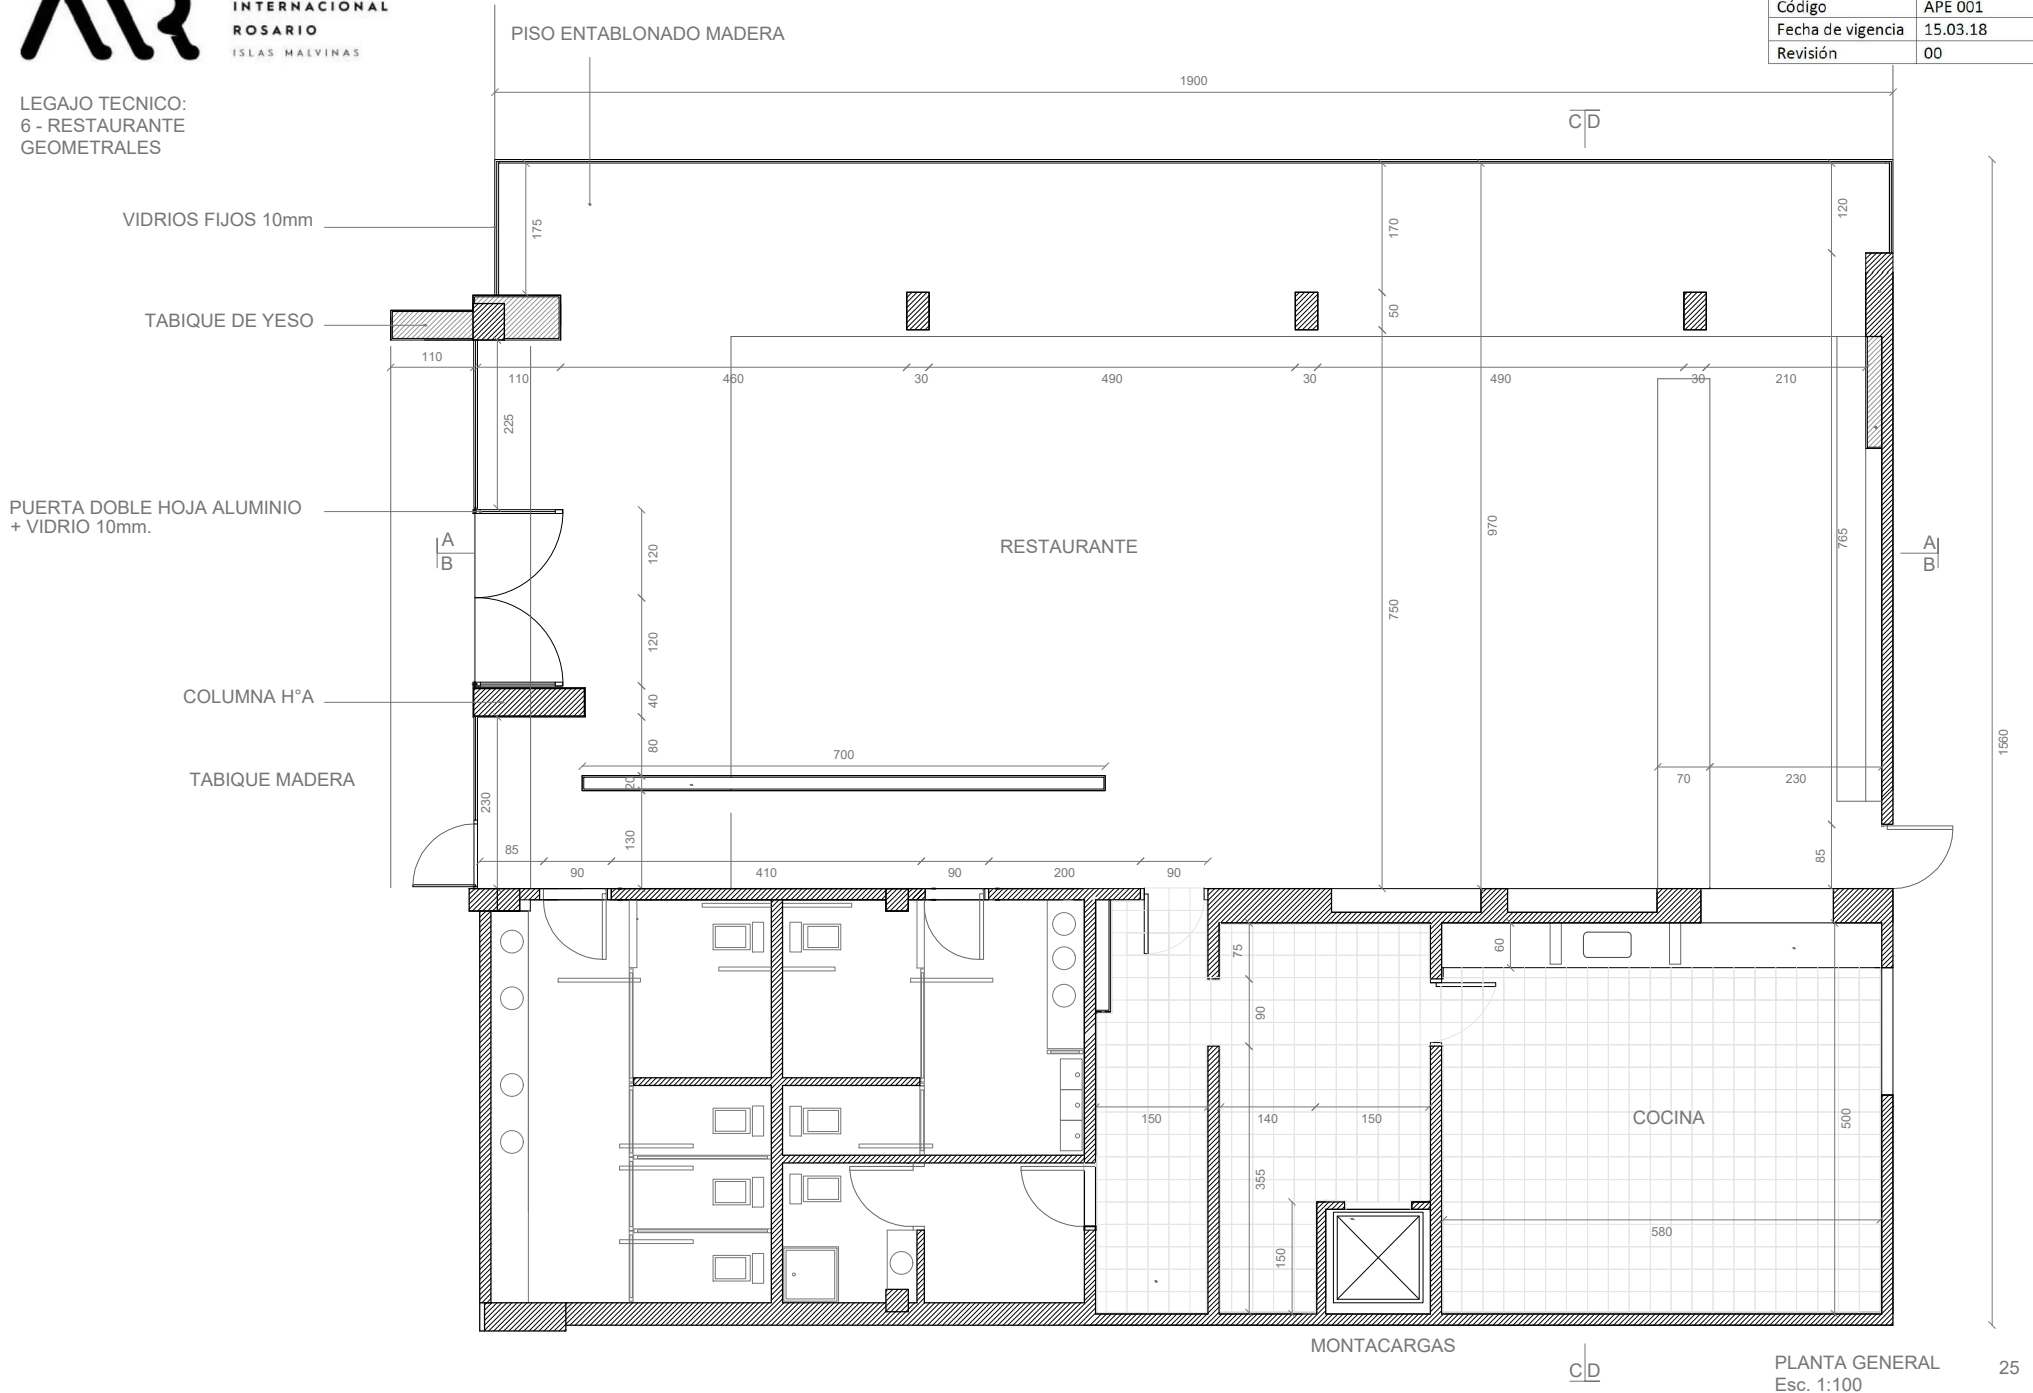 INTERNACIONAL
ROSARIO
ISLAS MALVINAS
Código APE 001
Fecha de vigencia 15.03.18
Revisión 00
LEGAJO TECNICO:
6 - RESTAURANTE
GEOMETRALES
PISO ENTABLONADO MADERA
1900
C D
VIDRIOS FIJOS 10mm
175
170
120
TABIQUE DE YESO
50
110
110
460
30
490
30
490
30
210
225
PUERTA DOBLE HOJA ALUMINIO
+ VIDRIO 10mm.
A
B
120
RESTAURANTE
970
765
A
B
750
120
COLUMNA H°A
40
80
700
1560
TABIQUE MADERA
20
70
230
230
130
85
85
90
410
90
200
90
75
60
90
150
140
150
COCINA
500
355
580
150
MONTACARGAS
C D
PLANTA GENERAL
Esc. 1:100
25